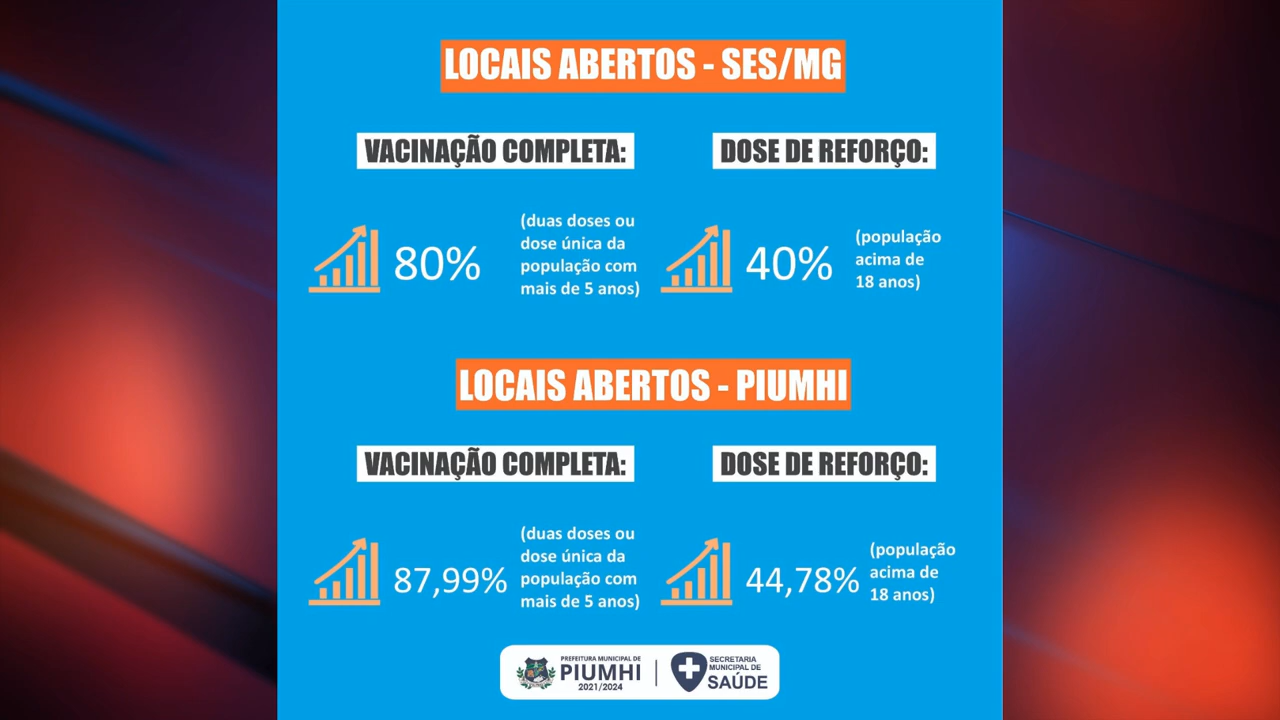 LOCAIS ABERTOS - SES/MG
VACINAÇÃO COMPLETA:
DOSE DE REFORÇO:
80%
(duas doses ou
dose única da
população com
mais de 5 anos)
40%
(população
acima de
18 anos)
LOCAIS ABERTOS - PIUMHI
VACINAÇÃO COMPLETA:
DOSE DE REFORÇO:
87,99%
(duas doses ou
dose única da
população com
mais de 5 anos)
44,78%
(população
acima de
18 anos)
PREFEITURA MUNICIPAL DE
PIUMHI
2021/2024
SECRETARIA
MUNICIPAL DE
SAÚDE